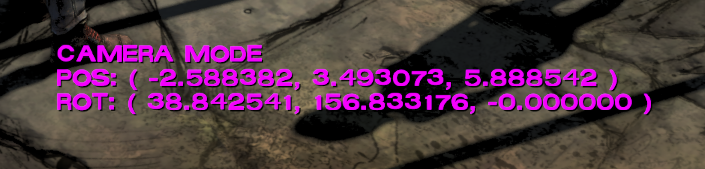 CAMERA MODE
POS: ( -2.588382, 3.493073, 5.888542 )
ROT: ( 38.842541, 156.833176, -0.000000 )